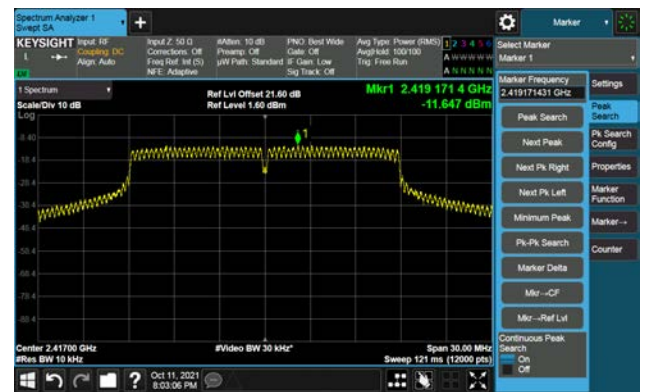 Spectrum Analyzer 1
Swept SA
+
Marker
KEYSIGHT
Input: RF
Coupling: DC
Align: Auto
Input Z: 50 Ω
Corrections: Off
Freq Ref: Int (S)
NFE: Adaptive
#Atten: 10 dB
Preamp: Off
µW Path: Standard
PNO: Best Wide
Gate: Off
IF Gain: Low
Sig Track: Off
Avg Type: Power (RMS)
Avg|Hold: 100/100
Trig: Free Run
1 2 3 4 5 6
A W W W W W
A N N N N N
L
Select Marker
Marker 1
1 Spectrum
Scale/Div 10 dB
Log
Ref Lvl Offset 21.60 dB
Ref Level 1.60 dBm
Mkr1 2.419 171 4 GHz
-11.647 dBm
1
-8.40
-18.4
-28.4
-38.4
-48.4
-58.4
-68.4
-78.4
-88.4
Center 2.41700 GHz
#Res BW 10 kHz
#Video BW 30 kHz*
Span 30.00 MHz
Sweep 121 ms (12000 pts)
Marker Frequency
2.419171431 GHz
Peak Search
Next Peak
Next Pk Right
Next Pk Left
Minimum Peak
Pk-Pk Search
Marker Delta
Mkr→CF
Mkr→Ref Lvl
Continuous Peak
Search
On
Off
Settings
Peak
Search
Pk Search
Config
Properties
Marker
Function
Marker→
Counter
?
Oct 11, 2021
8:03:06 PM